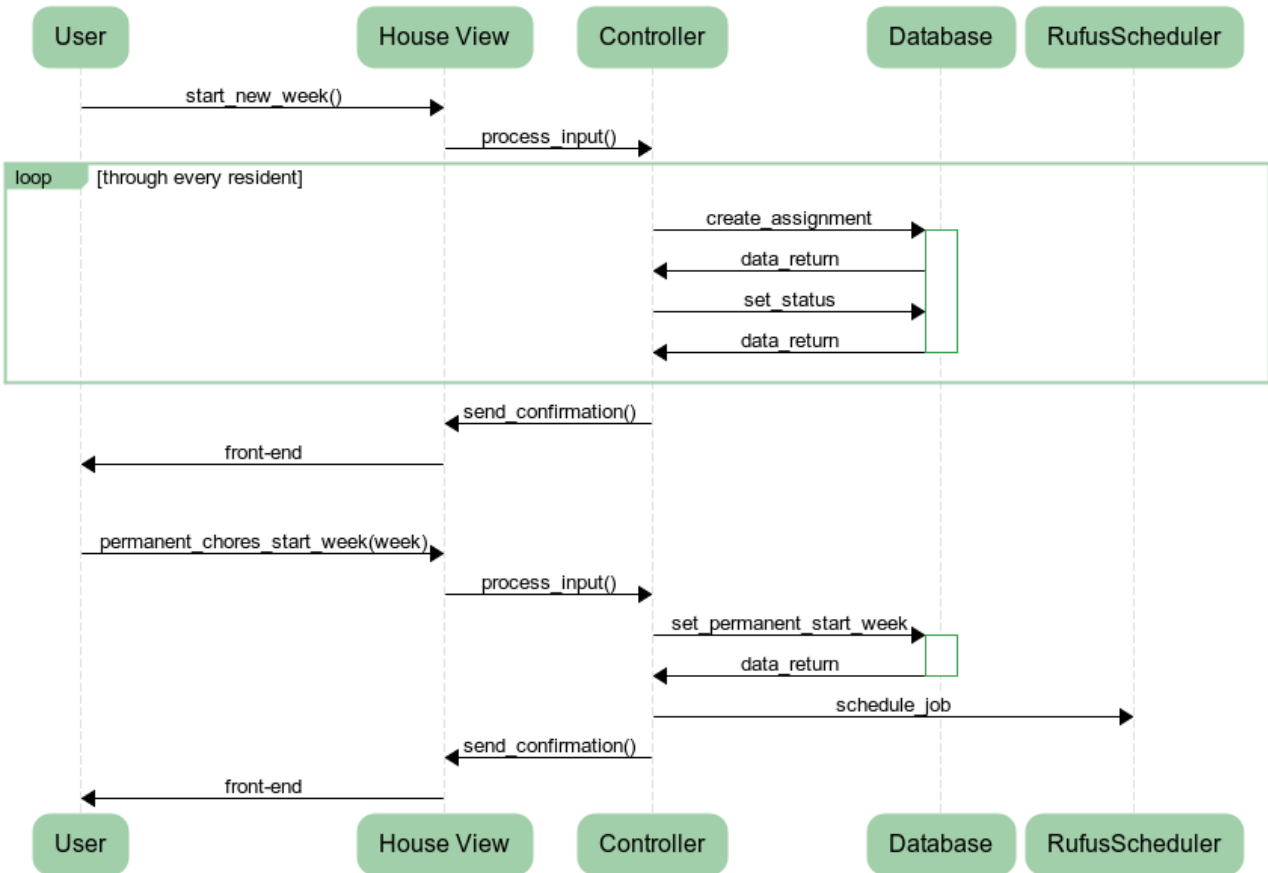 User House View Controller Database RufusScheduler
start_new_week()
process_input()
loop [through every resident]
create_assignment
data_return
set_status
data_return
send_confirmation()
front-end
permanent_chores_start_week(week)
process_input()
set_permanent_start_week
data_return
schedule_job
send_confirmation()
front-end
User House View Controller Database RufusScheduler